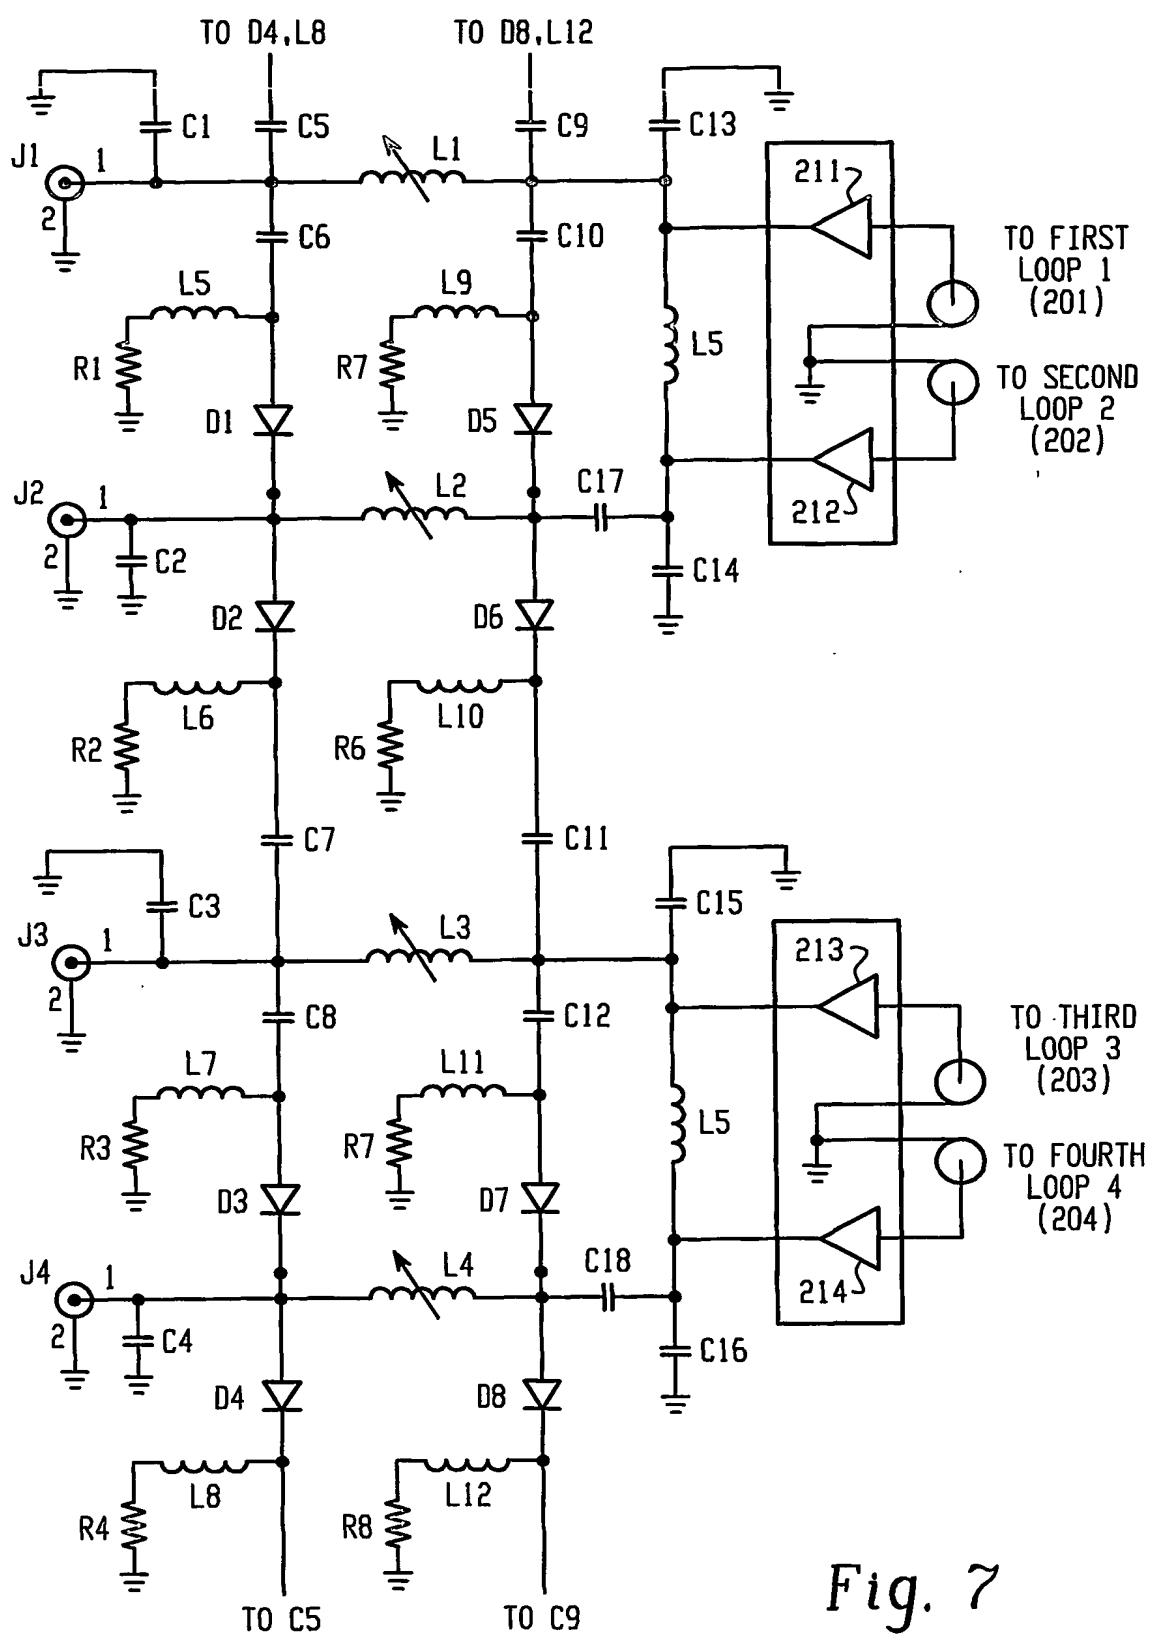 TO D4,L8
TO D8,L12
C1
C5
L1
C9
C13
J1
1
2
211
C6
C10
TO FIRST
LOOP 1
(201)
L5
L9
L5
R1
R7
TO SECOND
LOOP 2
(202)
D1
D5
J2
1
2
L2
C17
212
C2
C14
D2
D6
L6
L10
R2
R6
C7
C11
C3
C15
J3
1
2
L3
213
C8
C12
TO THIRD
LOOP 3
(203)
L7
L11
L5
R3
R7
TO FOURTH
LOOP 4
(204)
D3
D7
J4
1
2
L4
C18
214
C4
C16
D4
D8
L8
L12
R4
R8
TO C5
TO C9
Fig. 7